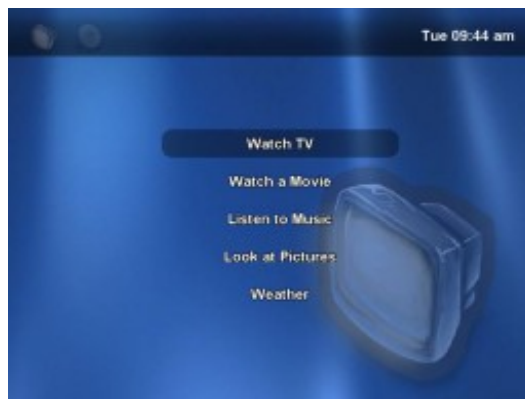 Tue 09:44 am
Watch TV
Watch a Movie
Listen to Music
Look at Pictures
Weather